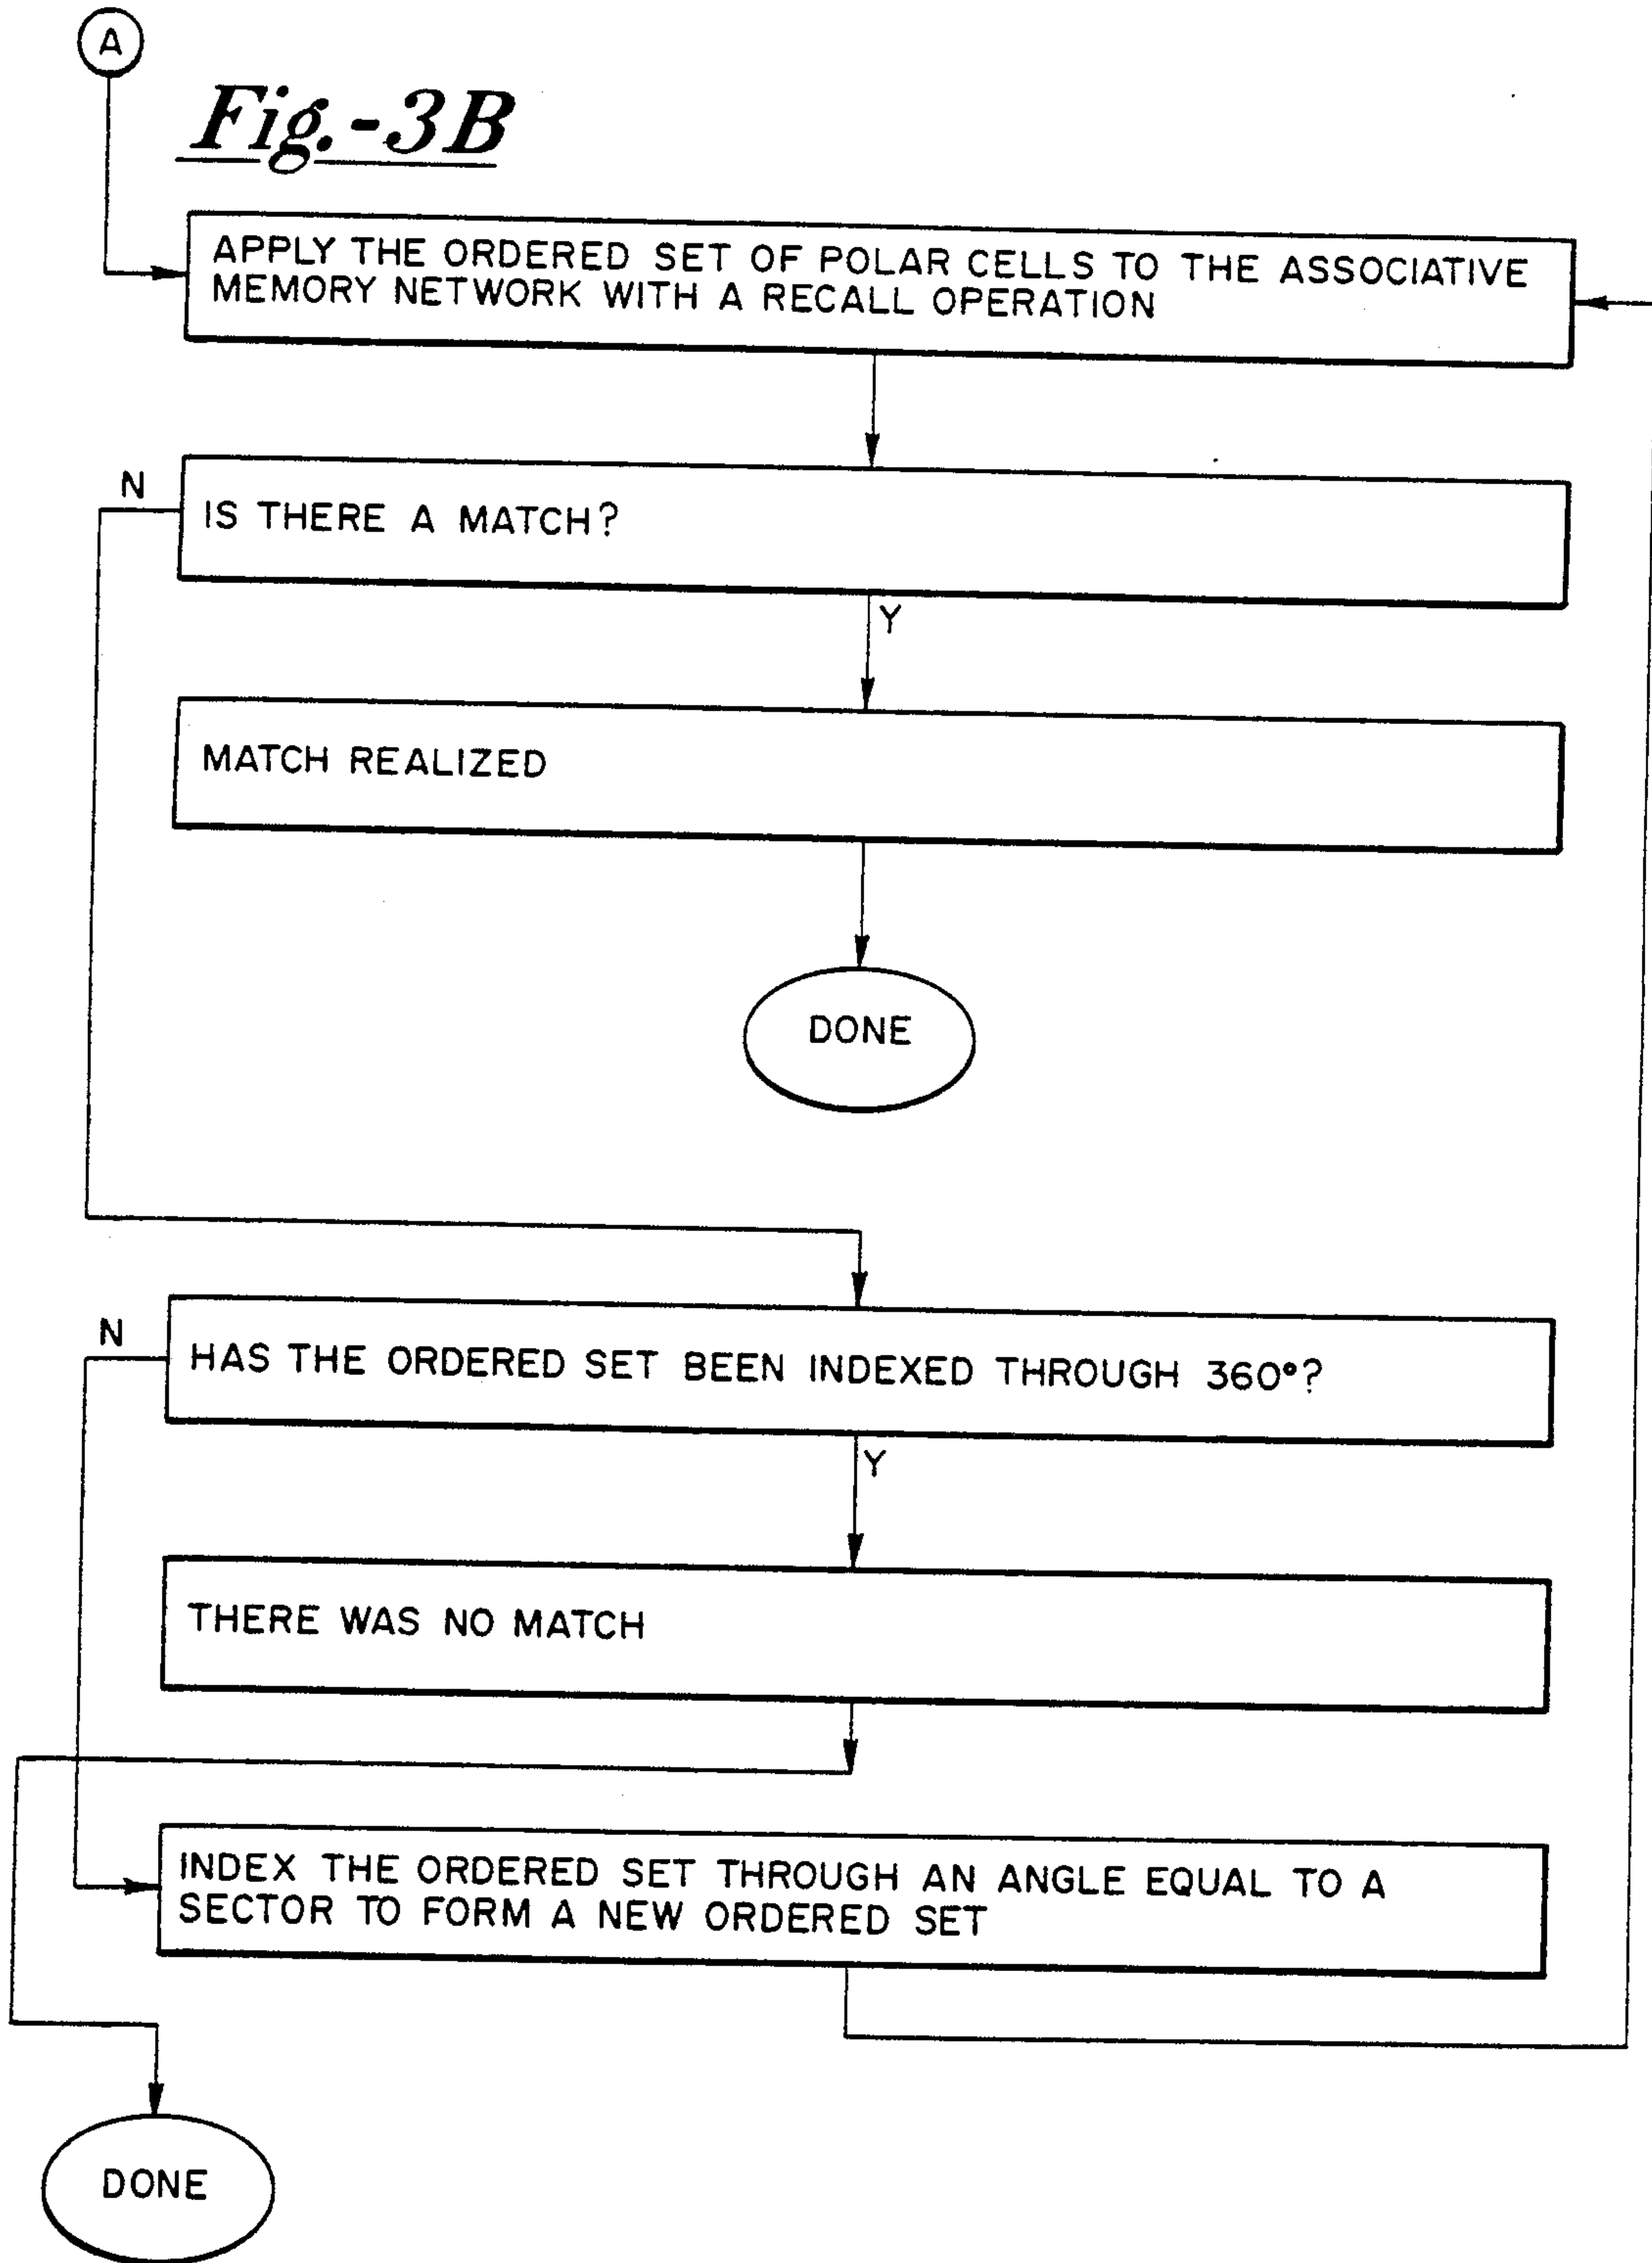 A
Fig.-3B
APPLY THE ORDERED SET OF POLAR CELLS TO THE ASSOCIATIVE
MEMORY NETWORK WITH A RECALL OPERATION
N
IS THERE A MATCH?
Y
MATCH REALIZED
DONE
N
HAS THE ORDERED SET BEEN INDEXED THROUGH 360°?
Y
THERE WAS NO MATCH
INDEX THE ORDERED SET THROUGH AN ANGLE EQUAL TO A
SECTOR TO FORM A NEW ORDERED SET
DONE